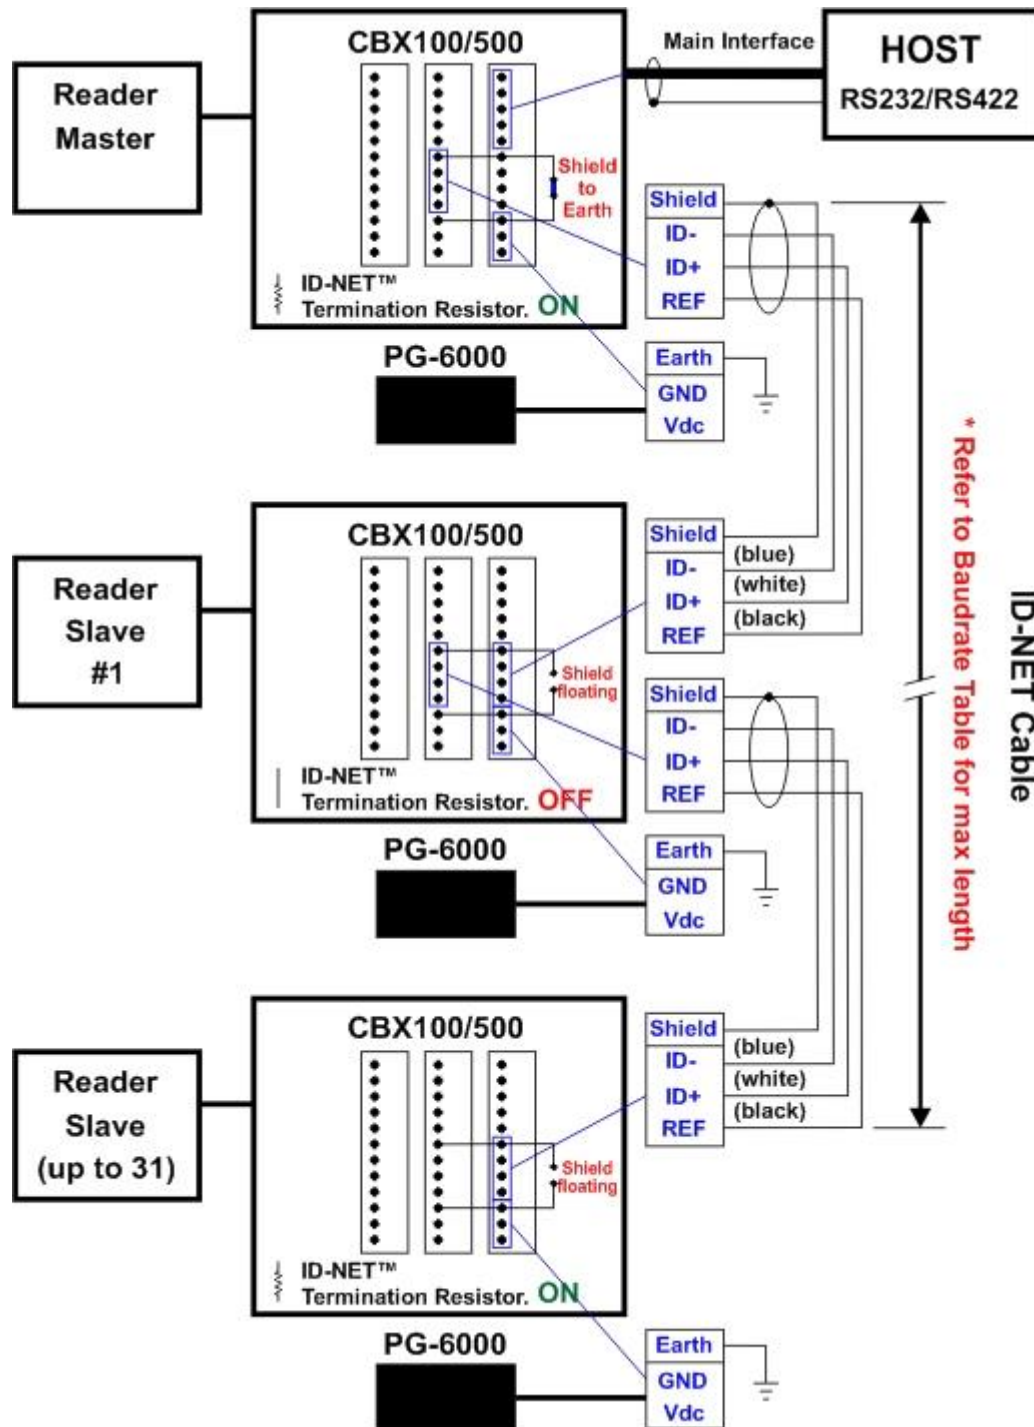 CBX100/500
Main Interface
HOST
RS232/RS422
Reader
Master
Shield
to
Earth
ID-NET™
Termination Resistor. ON
Shield
ID-
ID+
REF
PG-6000
Earth
GND
Vdc
CBX100/500
Reader
Slave
#1
Shield
floating
ID-NET™
Termination Resistor. OFF
Shield
ID-
(blue)
ID+
(white)
REF
(black)
Shield
ID-
ID+
REF
PG-6000
Earth
GND
Vdc
CBX100/500
Reader
Slave
(up to 31)
Shield
floating
ID-NET™
Termination Resistor. ON
Shield
ID-
(blue)
ID+
(white)
REF
(black)
PG-6000
Earth
GND
Vdc
* Refer to Baudrate Table for max length
ID-NET Cable